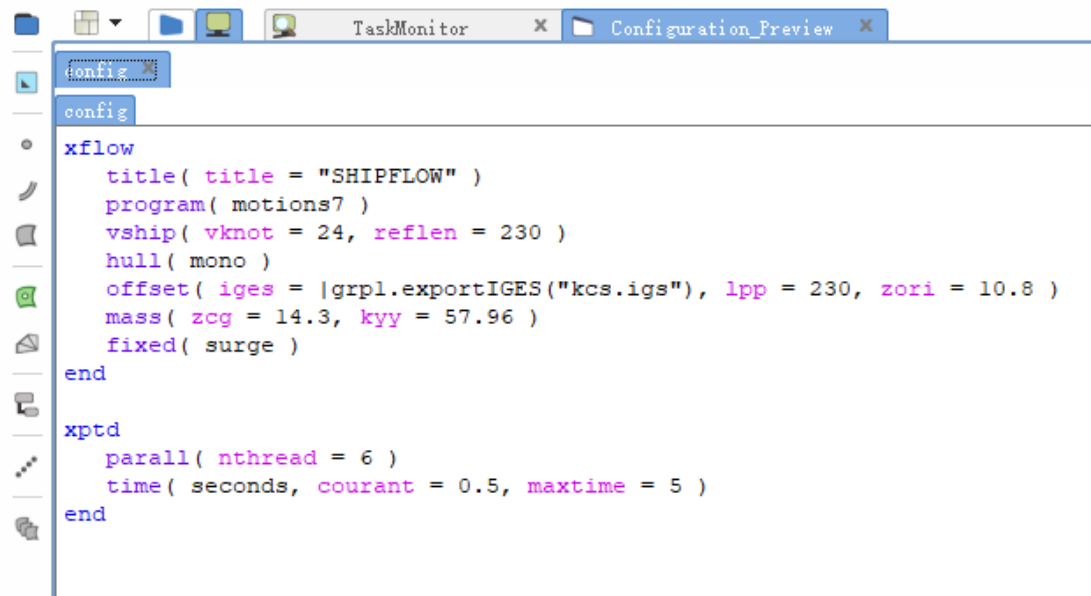 TaskMonitor Configuration_Preview
config
config
xflow
title( title = "SHIPFLOW" )
program( motions7 )
vship( vknot = 24, reflen = 230 )
hull( mono )
offset( iges = |grp1.exportIGES("kcs.igs"), lpp = 230, zori = 10.8 )
mass( zcg = 14.3, kyy = 57.96 )
fixed( surge )
end
xptd
parall( nthread = 6 )
time( seconds, courant = 0.5, maxtime = 5 )
end